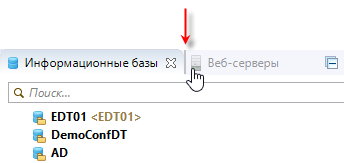 Информационные базы Веб-серверы
Поиск...
EDT01 <EDT01>
DemoConfDT
AD